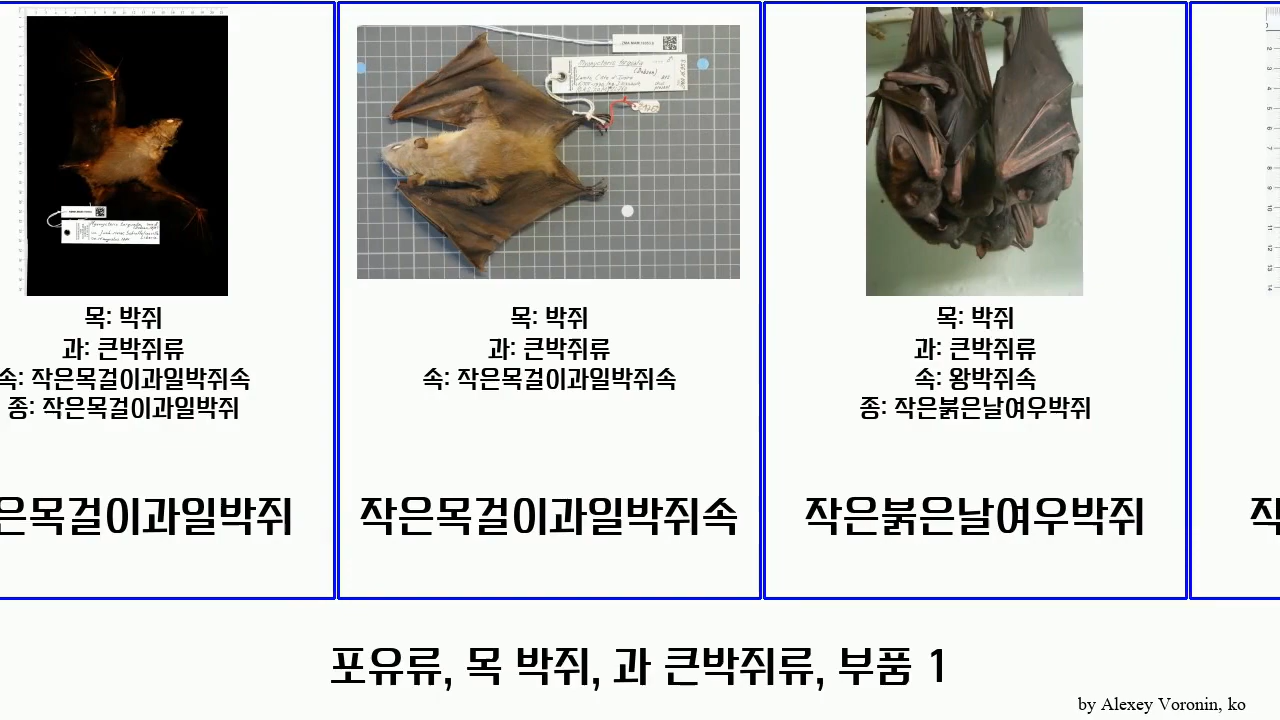 목: 박쥐
과: 큰박쥐류
속: 작은목걸이과일박쥐속
종: 작은목걸이과일박쥐
은목걸이과일박쥐
목: 박쥐
과: 큰박쥐류
속: 작은목걸이과일박쥐속
작은목걸이과일박쥐속
목: 박쥐
과: 큰박쥐류
속: 왕박쥐속
종: 작은붉은날여우박쥐
작은붉은날여우박쥐
작
포유류, 목 박쥐, 과 큰박쥐류, 부품 1
by Alexey Voronin, ko